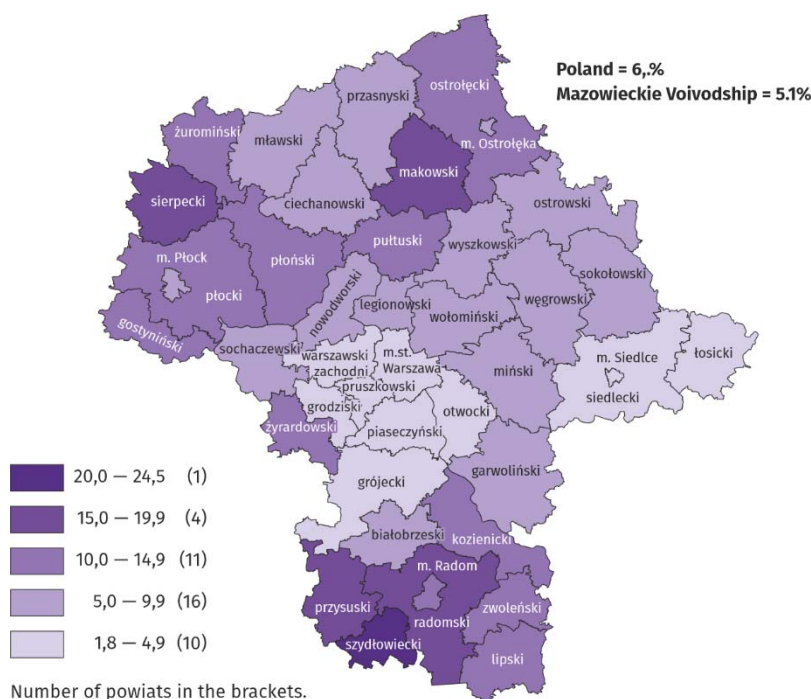 ostrołęcki
Poland = 6,.%
Mazowieckie Voivodship = 5.1%
przasnyski
żuromiński
mławski
m. Ostrołęka
makowski
sierpecki
ciechanowski
ostrowski
pułtuski
wyszkowski
m. Płock
płoński
sokołowski
płocki
nowodworski
legionowski
węgrowski
gostyniński
wołomiński
sochaczewski
warszawski
zachodni
m.st.
Warszawa
m. Siedlce
łosicki
miński
pruszkowski
siedlecki
grodziski
otwocki
żyrardowski
piaseczyński
garwoliński
grójecki
20,0 — 24,5 (1)
15,0 — 19,9 (4)
10,0 — 14,9 (11)
5,0 — 9,9 (16)
1,8 — 4,9 (10)
białobrzeski
kozienicki
m. Radom
przysuski
zwoleński
radomski
szydłowiecki
lipski
Number of powiats in the brackets.